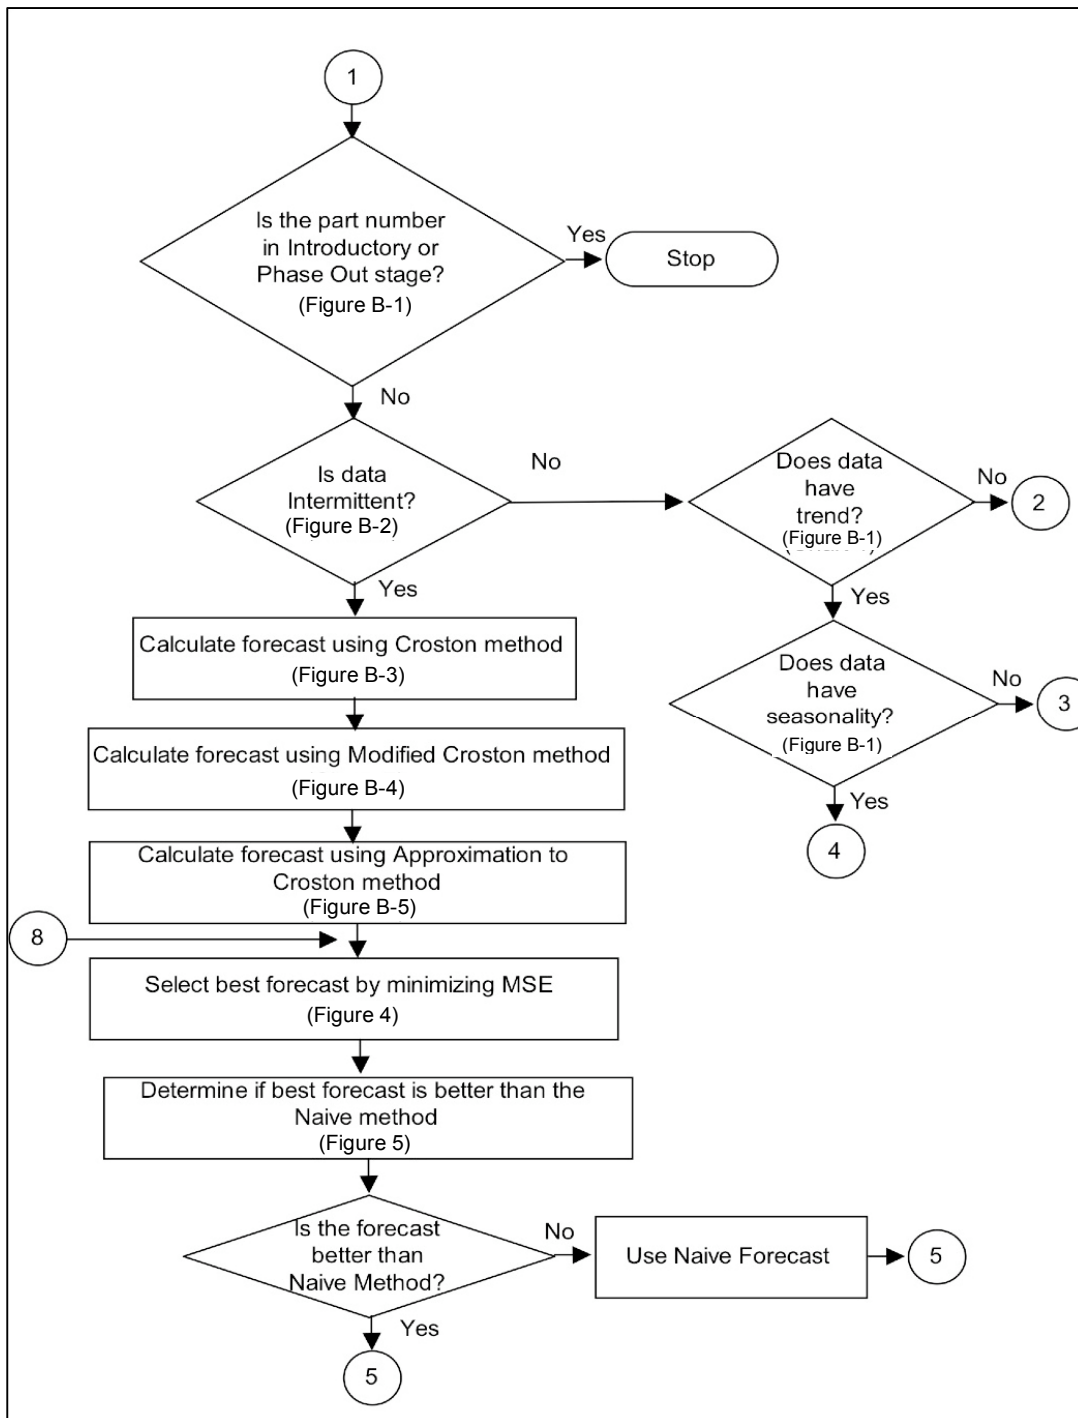 1
Is the part number
in Introductory or
Phase Out stage?
(Figure B-1)
Yes
Stop
No
Is data
Intermittent?
(Figure B-2)
No
Does data
have
trend?
(Figure B-1)
No
2
Yes
Yes
Calculate forecast using Croston method
(Figure B-3)
Does data
have
seasonality?
(Figure B-1)
No
3
Yes
4
Calculate forecast using Modified Croston method
(Figure B-4)
Calculate forecast using Approximation to
Croston method
(Figure B-5)
8
Select best forecast by minimizing MSE
(Figure 4)
Determine if best forecast is better than the
Naive method
(Figure 5)
Is the forecast
better than
Naive Method?
No
Use Naive Forecast
5
Yes
5